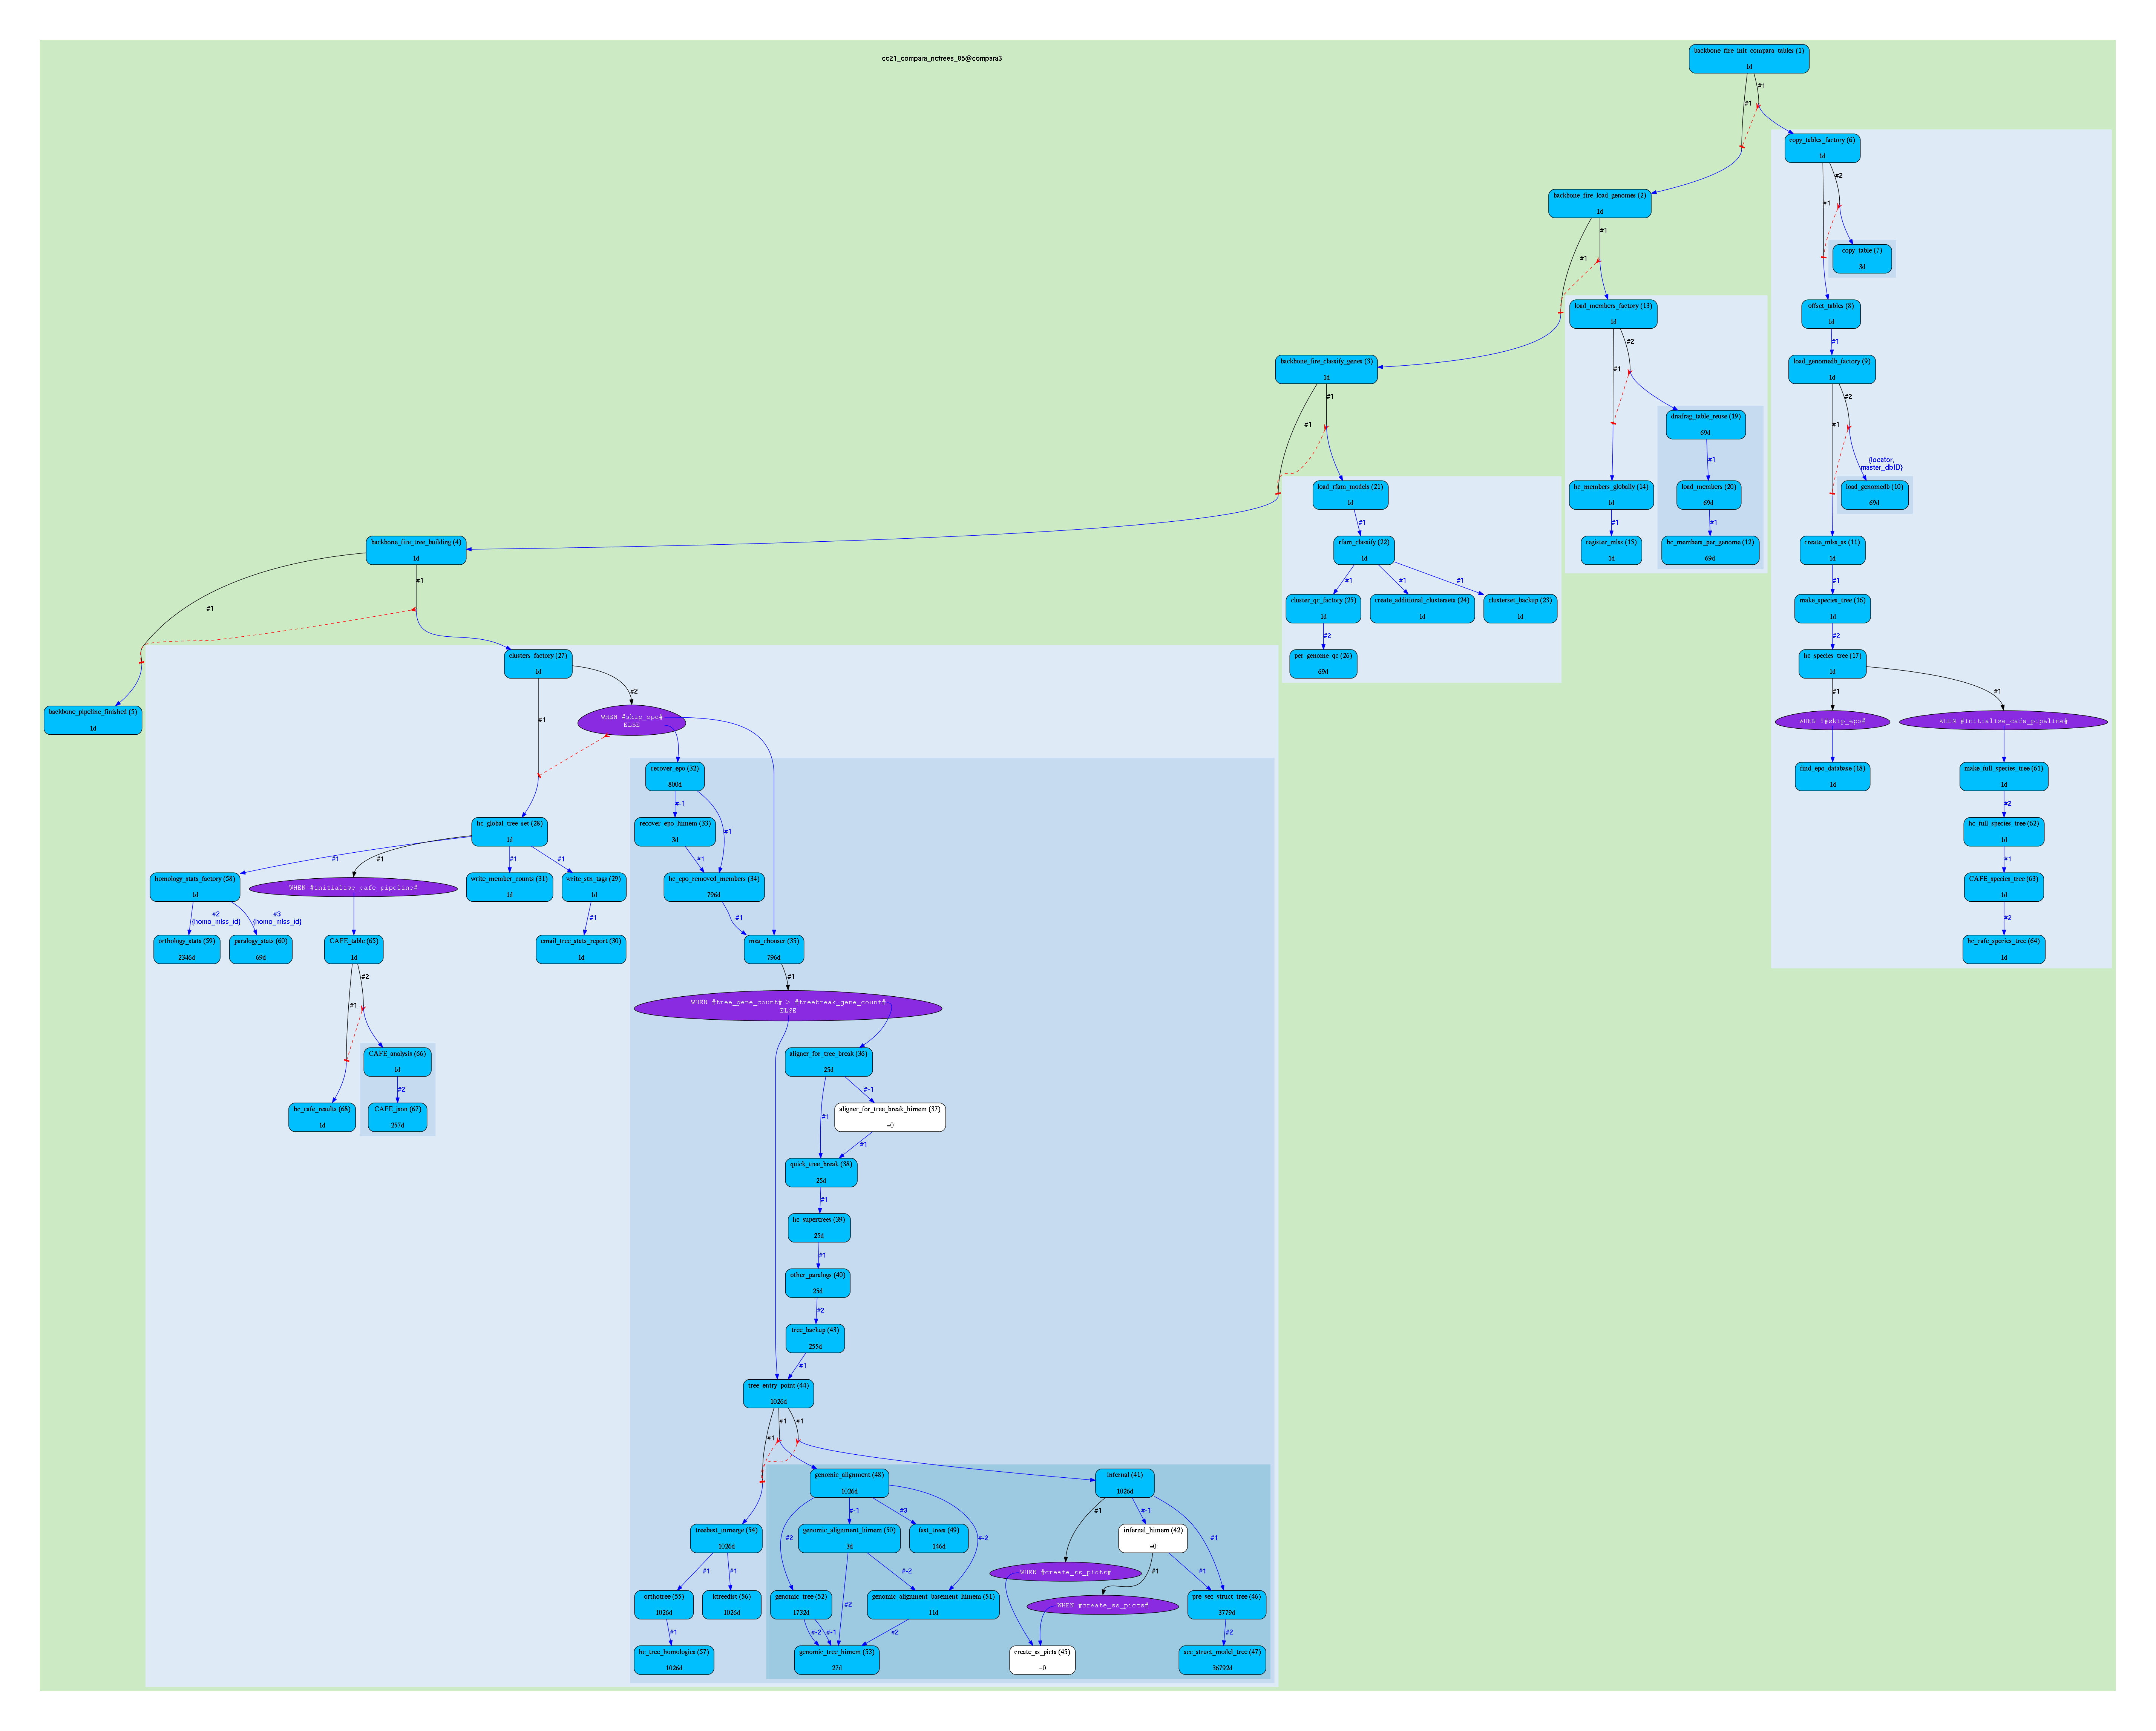 cc21_compara_nctrees_85@compara3
backbone_fire_init_compara_tables (1)
1d
#1
#1
copy_tables_factory (6)
1d
#2
#1
backbone_fire_load_genomes (2)
1d
#1
#1
copy_table (7)
3d
load_members_factory (13)
1d
#2
#1
offset_tables (8)
1d
#1
backbone_fire_classify_genes (3)
1d
#1
#1
load_genomedb_factory (9)
1d
#2
#1
dnafrag_table_reuse (19)
69d
#1
(locator,
master_dbID)
load_rfam_models (21)
1d
#1
hc_members_globally (14)
1d
#1
load_members (20)
69d
#1
load_genomedb (10)
69d
backbone_fire_tree_building (4)
1d
#1
#1
rfam_classify (22)
1d
#1
#1
#1
register_mlss (15)
1d
hc_members_per_genome (12)
69d
create_mlss_ss (11)
1d
#1
cluster_qc_factory (25)
1d
#2
create_additional_clustersets (24)
1d
clusterset_backup (23)
1d
make_species_tree (16)
1d
#2
clusters_factory (27)
1d
#2
#1
per_genome_qc (26)
69d
hc_species_tree (17)
1d
#1
#1
backbone_pipeline_finished (5)
1d
WHEN #skip_epo#
ELSE
WHEN !#skip_epo#
WHEN #initialise_cafe_pipeline#
recover_epo (32)
800d
#-1
#1
find_epo_database (18)
1d
make_full_species_tree (61)
1d
#2
hc_global_tree_set (28)
1d
#1
#1
#1
#1
recover_epo_himem (33)
3d
#1
hc_full_species_tree (62)
1d
#1
homology_stats_factory (58)
1d
#2
(homo_mlss_id)
#3
(homo_mlss_id)
WHEN #initialise_cafe_pipeline#
write_member_counts (31)
1d
write_stn_tags (29)
1d
#1
hc_epo_removed_members (34)
796d
#1
CAFE_species_tree (63)
1d
#2
orthology_stats (59)
2346d
paralogy_stats (60)
69d
CAFE_table (65)
1d
#2
#1
email_tree_stats_report (30)
1d
msa_chooser (35)
796d
#1
hc_cafe_species_tree (64)
1d
WHEN #tree_gene_count# > #treebreak_gene_count#
ELSE
CAFE_analysis (66)
1d
#2
aligner_for_tree_break (36)
25d
#-1
#1
hc_cafe_results (68)
1d
CAFE_json (67)
257d
aligner_for_tree_break_himem (37)
=0
#1
quick_tree_break (38)
25d
#1
hc_supertrees (39)
25d
#1
other_paralogs (40)
25d
#2
tree_backup (43)
255d
#1
tree_entry_point (44)
1026d
#1
#1
#1
genomic_alignment (48)
1026d
#2
#-1
#3
#-2
infernal (41)
1026d
#1
#-1
#1
treebest_mmerge (54)
1026d
#1
#1
genomic_alignment_himem (50)
3d
#-2
#2
fast_trees (49)
146d
infernal_himem (42)
=0
#1
#1
WHEN #create_ss_picts#
orthotree (55)
1026d
#1
ktreedist (56)
1026d
genomic_tree (52)
1732d
#-2
#-1
genomic_alignment_basement_himem (51)
11d
#2
WHEN #create_ss_picts#
pre_sec_struct_tree (46)
3779d
#2
hc_tree_homologies (57)
1026d
genomic_tree_himem (53)
27d
create_ss_picts (45)
=0
sec_struct_model_tree (47)
36792d